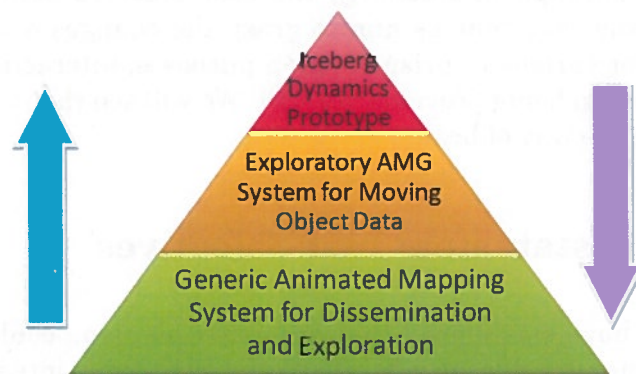 Iceberg
Dynamics
Prototype
Exploratory AMG
System for Moving
Object Data
Generic Animated Mapping
System for Dissemination
and Exploration